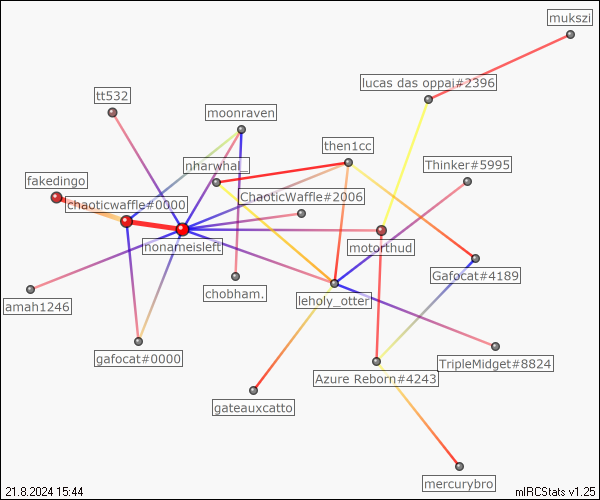 mukszi
lucas das oppai#2396
tt532
moonraven
then1cc
nharwhal_
Thinker#5995
fakedingo
ChaoticWaffle#2006
chaoticwaffle#0000
nonameisleft
motorthud
Gafocat#4189
chobham.
leholy_otter
amah1246
gafocat#0000
TripleMidget#8824
Azure Reborn#4243
gateauxcatto
mercurybro
21.8.2024 15:44
mIRCStats v1.25